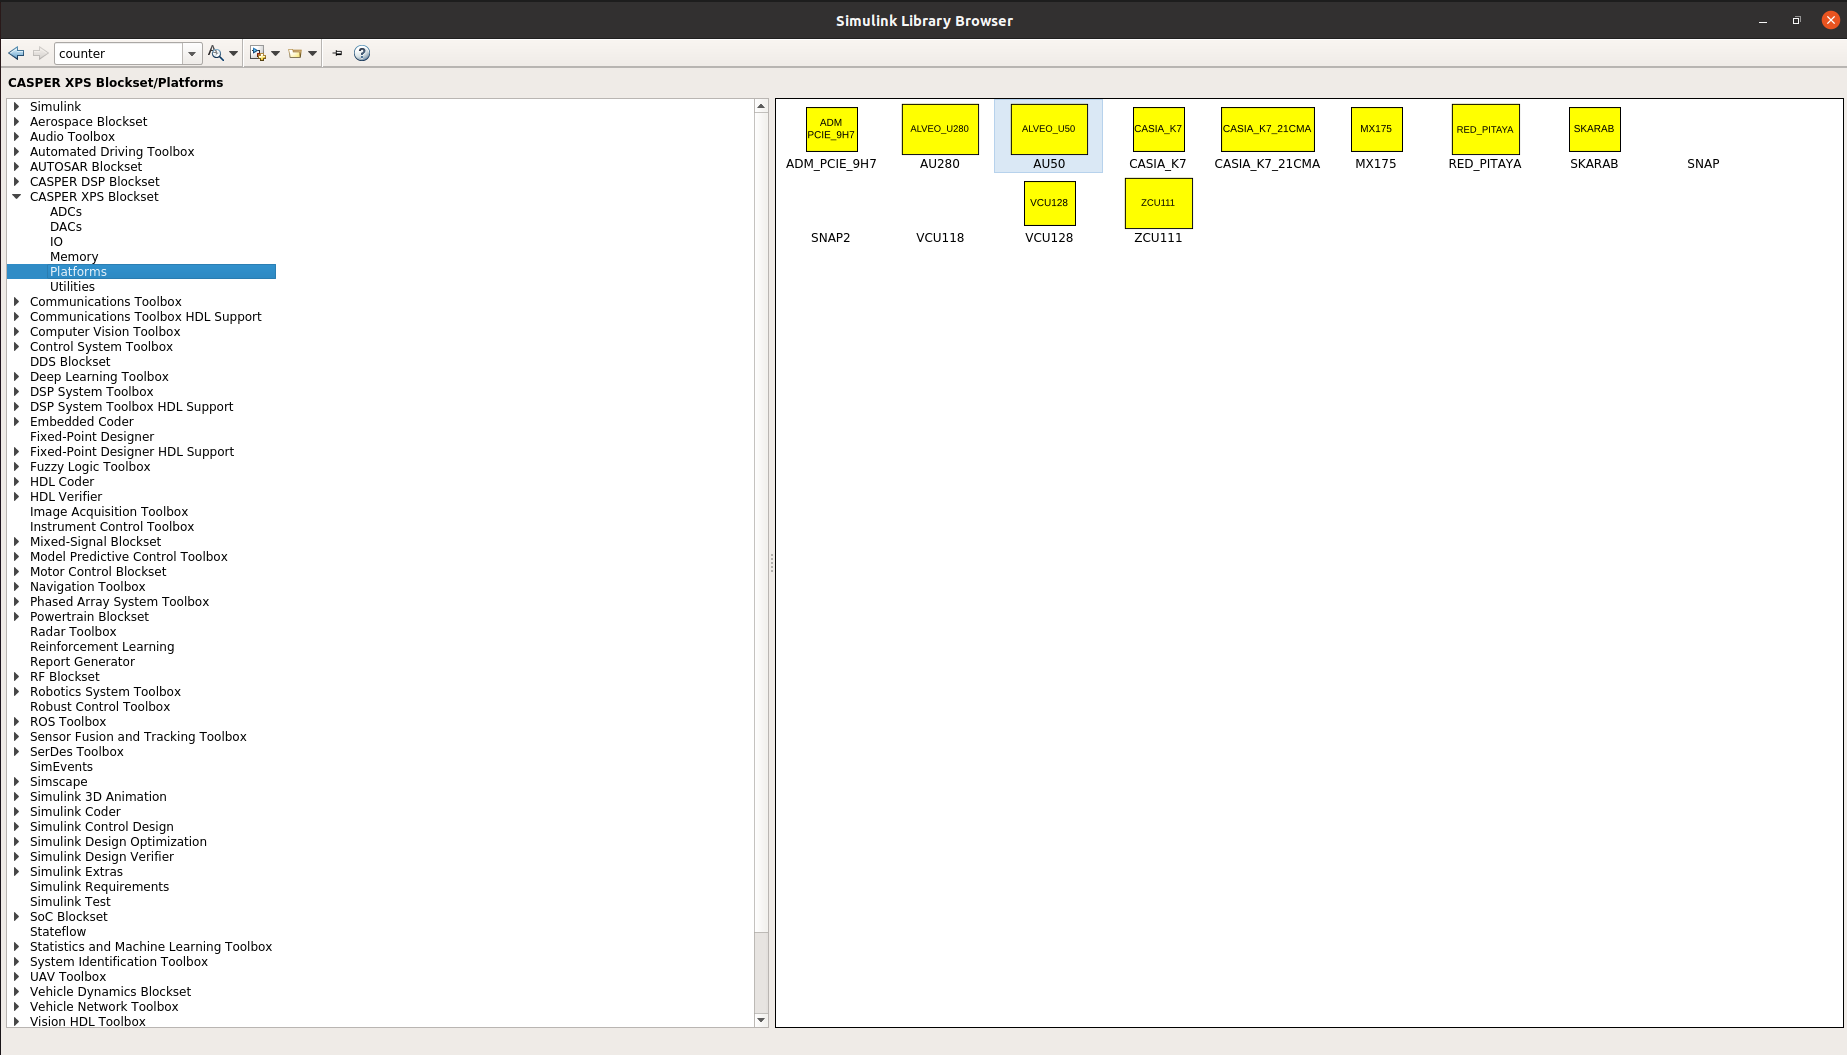 Simulink Library Browser
counter
CASPER XPS Blockset/Platforms
Simulink
Aerospace Blockset
Audio Toolbox
Automated Driving Toolbox
AUTOSAR Blockset
CASPER DSP Blockset
CASPER XPS Blockset
ADCs
DACs
IO
Memory
Platforms
Utilities
Communications Toolbox
Communications Toolbox HDL Support
Computer Vision Toolbox
Control System Toolbox
DDS Blockset
Deep Learning Toolbox
DSP System Toolbox
DSP System Toolbox HDL Support
Embedded Coder
Fixed-Point Designer
Fixed-Point Designer HDL Support
Fuzzy Logic Toolbox
HDL Coder
HDL Verifier
Image Acquisition Toolbox
Instrument Control Toolbox
Mixed-Signal Blockset
Model Predictive Control Toolbox
Motor Control Blockset
Navigation Toolbox
Phased Array System Toolbox
Powertrain Blockset
Radar Toolbox
Reinforcement Learning
Report Generator
RF Blockset
Robotics System Toolbox
Robust Control Toolbox
ROS Toolbox
Sensor Fusion and Tracking Toolbox
SerDes Toolbox
SimEvents
Simscape
Simulink 3D Animation
Simulink Coder
Simulink Control Design
Simulink Design Optimization
Simulink Design Verifier
Simulink Extras
Simulink Requirements
Simulink Test
SoC Blockset
Stateflow
Statistics and Machine Learning Toolbox
System Identification Toolbox
UAV Toolbox
Vehicle Dynamics Blockset
Vehicle Network Toolbox
Vision HDL Toolbox
ADM
PCIE_9H7
ALVEO_U280
ALVEO_U50
CASIA_K7
CASIA_K7_21CMA
MX175
RED_PITAYA
SKARAB
ADM_PCIE_9H7
AU280
AU50
CASIA_K7
CASIA_K7_21CMA
MX175
RED_PITAYA
SKARAB
SNAP
VCU128
ZCU111
SNAP2
VCU118
VCU128
ZCU111